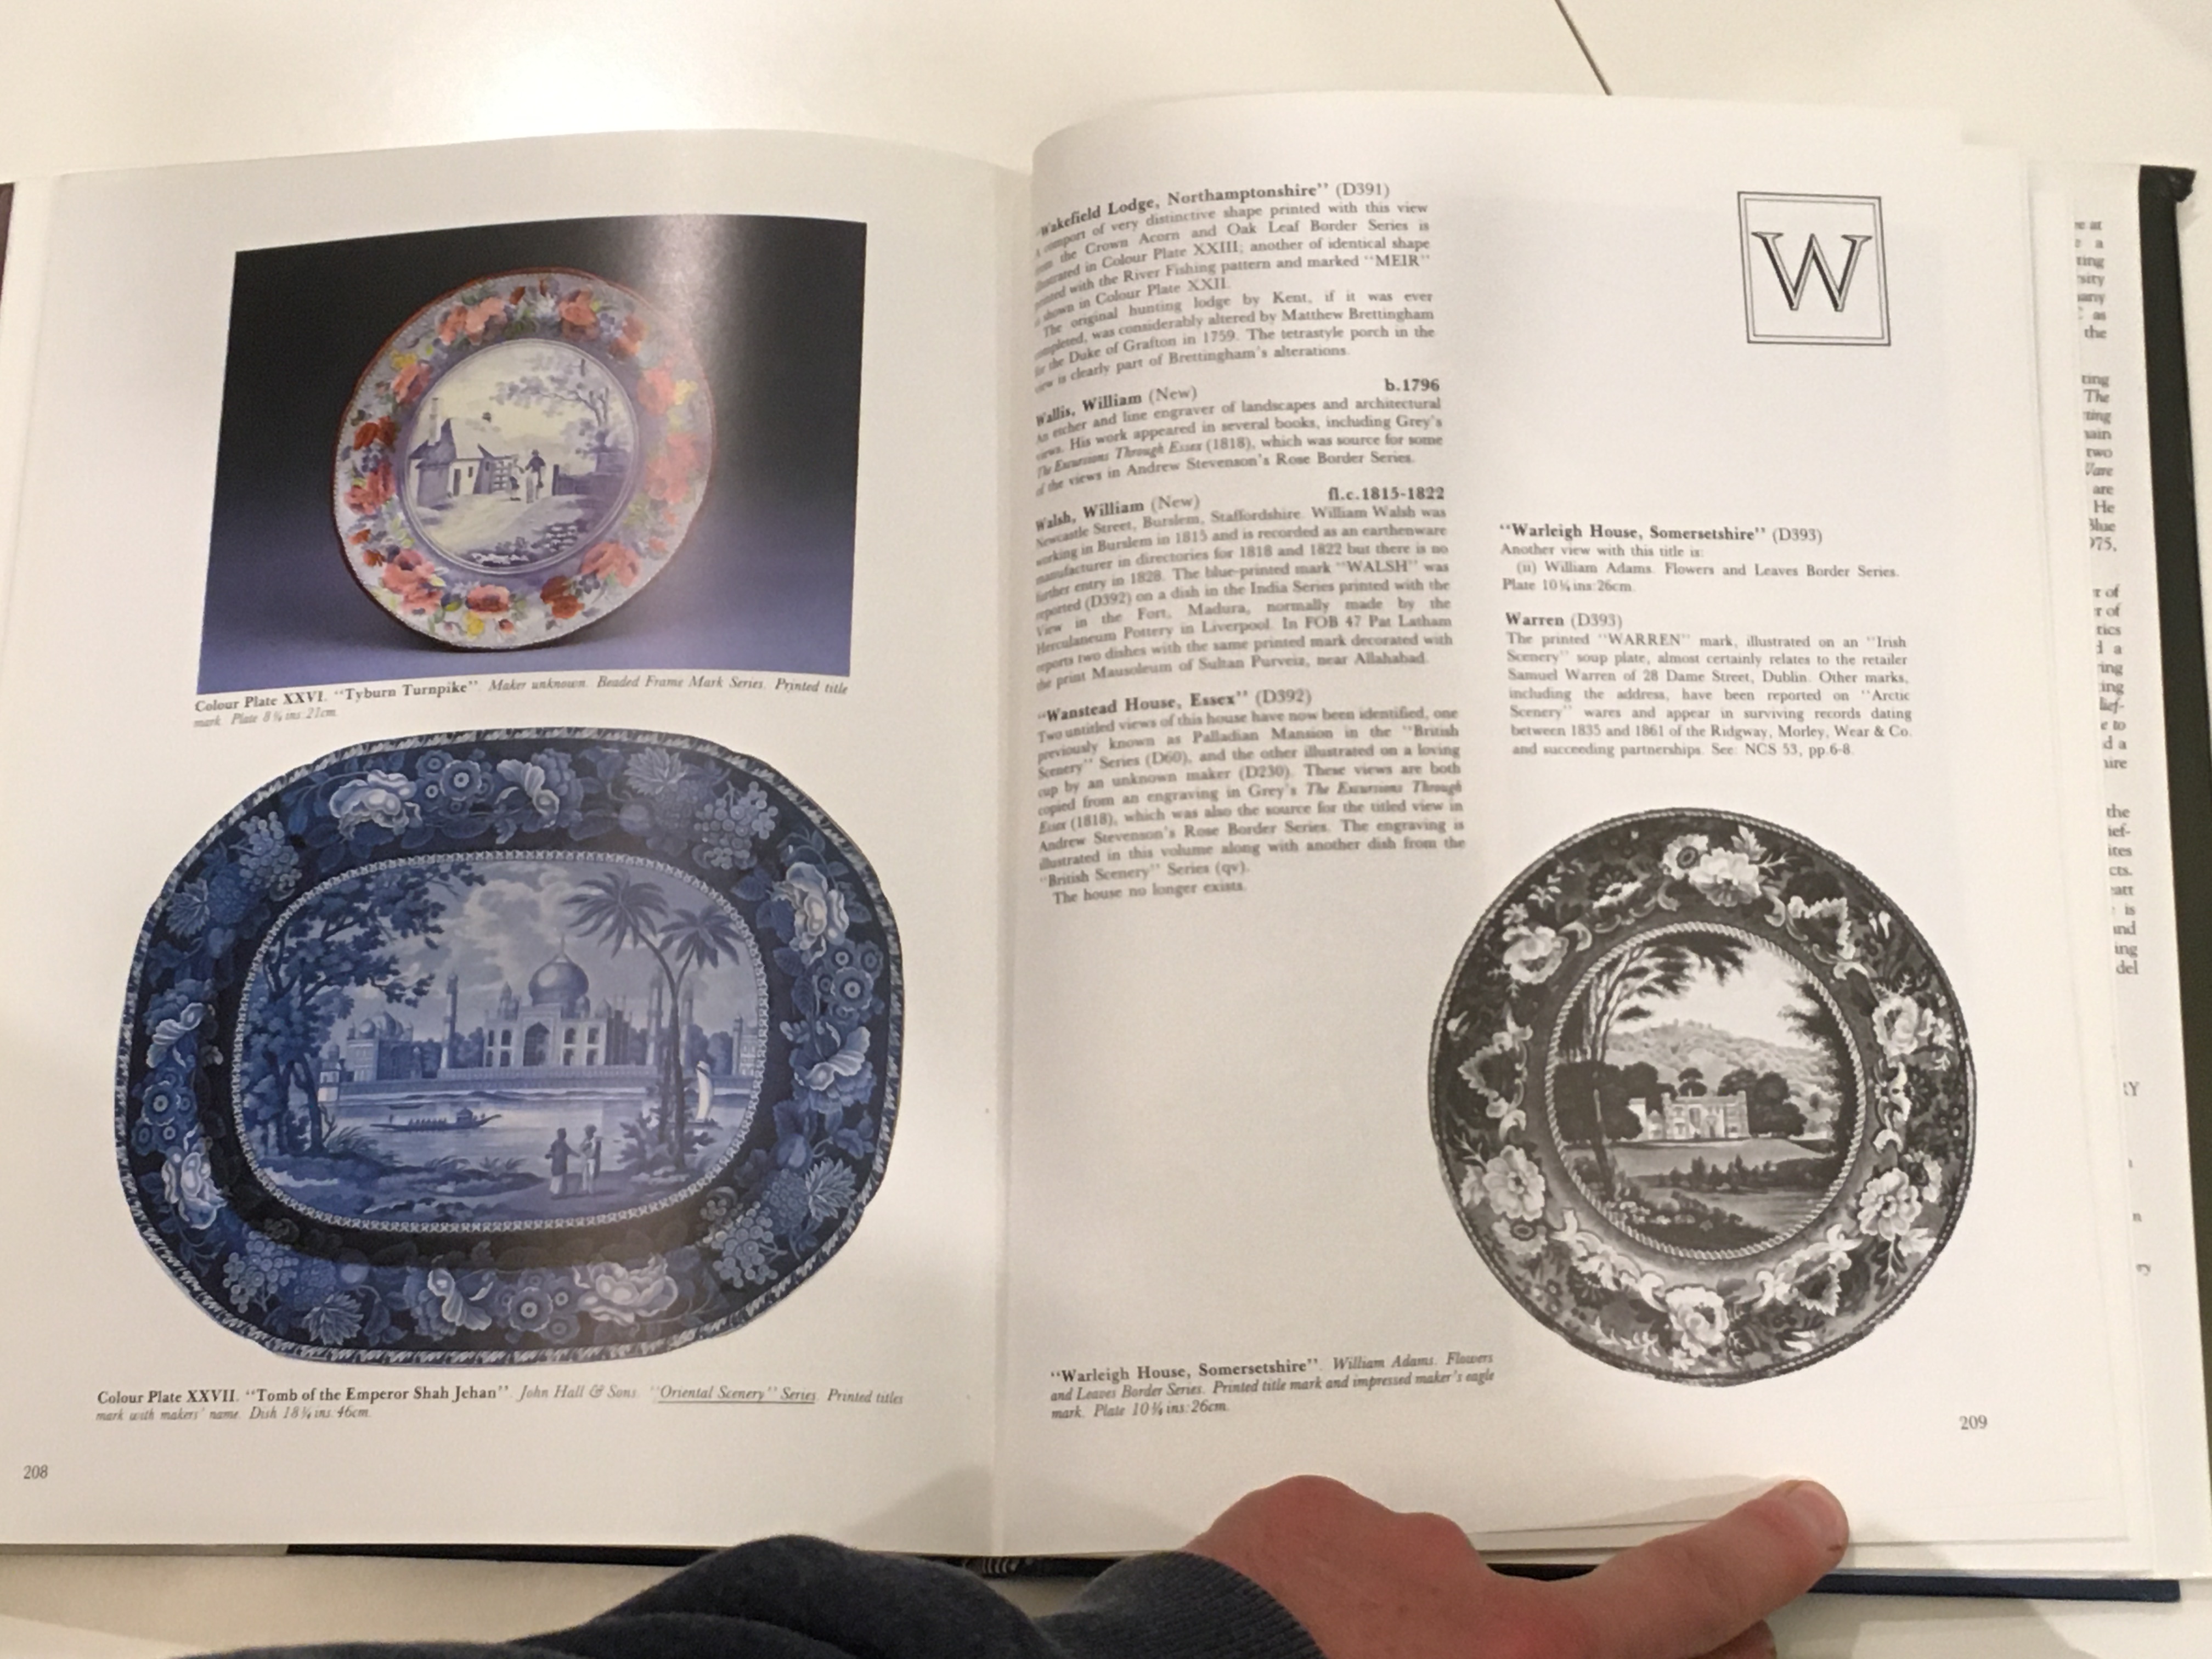 Colour Plate XXVI. "Tyburn Turnpike" Maker unknown. Beaded Frame Mark Series. Printed title
mark. Plate 8¼ins:21cm.
Colour Plate XXVII. "Tomb of the Emperor Shah Jehan". John Hall & Sons. "Oriental Scenery" Series. Printed titles
mark with makers' name. Dish 18¼ins:46cm.
208
"Wakefield Lodge, Northamptonshire" (D391)
A comport of very distinctive shape printed with this view
from the Crown Acorn and Oak Leaf Border Series is
illustrated in Colour Plate XXIII; another of identical shape
printed with the River Fishing pattern and marked "MEIR"
is shown in Colour Plate XXII.
The original hunting lodge by Kent, if it was ever
completed, was considerably altered by Matthew Brettingham
for the Duke of Grafton in 1759. The tetrastyle porch in the
view is clearly part of Brettingham's alterations.
Wallis, William (New) b.1796
An etcher and line engraver of landscapes and architectural
views. His work appeared in several books, including Grey's
The Excursions Through Essex (1818), which was source for some
of the views in Andrew Stevenson's Rose Border Series.
Walsh, William (New) fl.c.1815-1822
Newcastle Street, Burslem, Staffordshire. William Walsh was
working in Burslem in 1815 and is recorded as an earthenware
manufacturer in directories for 1818 and 1822 but there is no
further entry in 1828. The blue-printed mark "WALSH" was
reported (D392) on a dish in the India Series printed with the
View in the Fort, Madura, normally made by the
Herculaneum Pottery in Liverpool. In FOB 47 Pat Latham
reports two dishes with the same printed mark decorated with
the print Mausoleum of Sultan Purveiz, near Allahabad.
"Wanstead House, Essex" (D392)
Two untitled views of this house have now been identified, one
previously known as Palladian Mansion in the "British
Scenery" Series (D60), and the other illustrated on a loving
cup by an unknown maker (D230). These views are both
copied from an engraving in Grey's The Excursions Through
Essex (1818), which was also the source for the titled view in
Andrew Stevenson's Rose Border Series. The engraving is
illustrated in this volume along with another dish from the
"British Scenery" Series (qv).
The house no longer exists.
W
"Warleigh House, Somersetshire" (D393)
Another view with this title is:
(ii) William Adams. Flowers and Leaves Border Series.
Plate 10¼ins:26cm.
Warren (D393)
The printed "WARREN" mark, illustrated on an "Irish
Scenery" soup plate, almost certainly relates to the retailer
Samuel Warren of 28 Dame Street, Dublin. Other marks,
including the address, have been reported on "Arctic
Scenery" wares and appear in surviving records dating
between 1835 and 1861 of the Ridgway, Morley, Wear & Co.
and succeeding partnerships. See: NCS 53, pp.6-8.
"Warleigh House, Somersetshire". William Adams. Flowers
and Leaves Border Series. Printed title mark and impressed maker's eagle
mark. Plate 10¼ins:26cm.
209